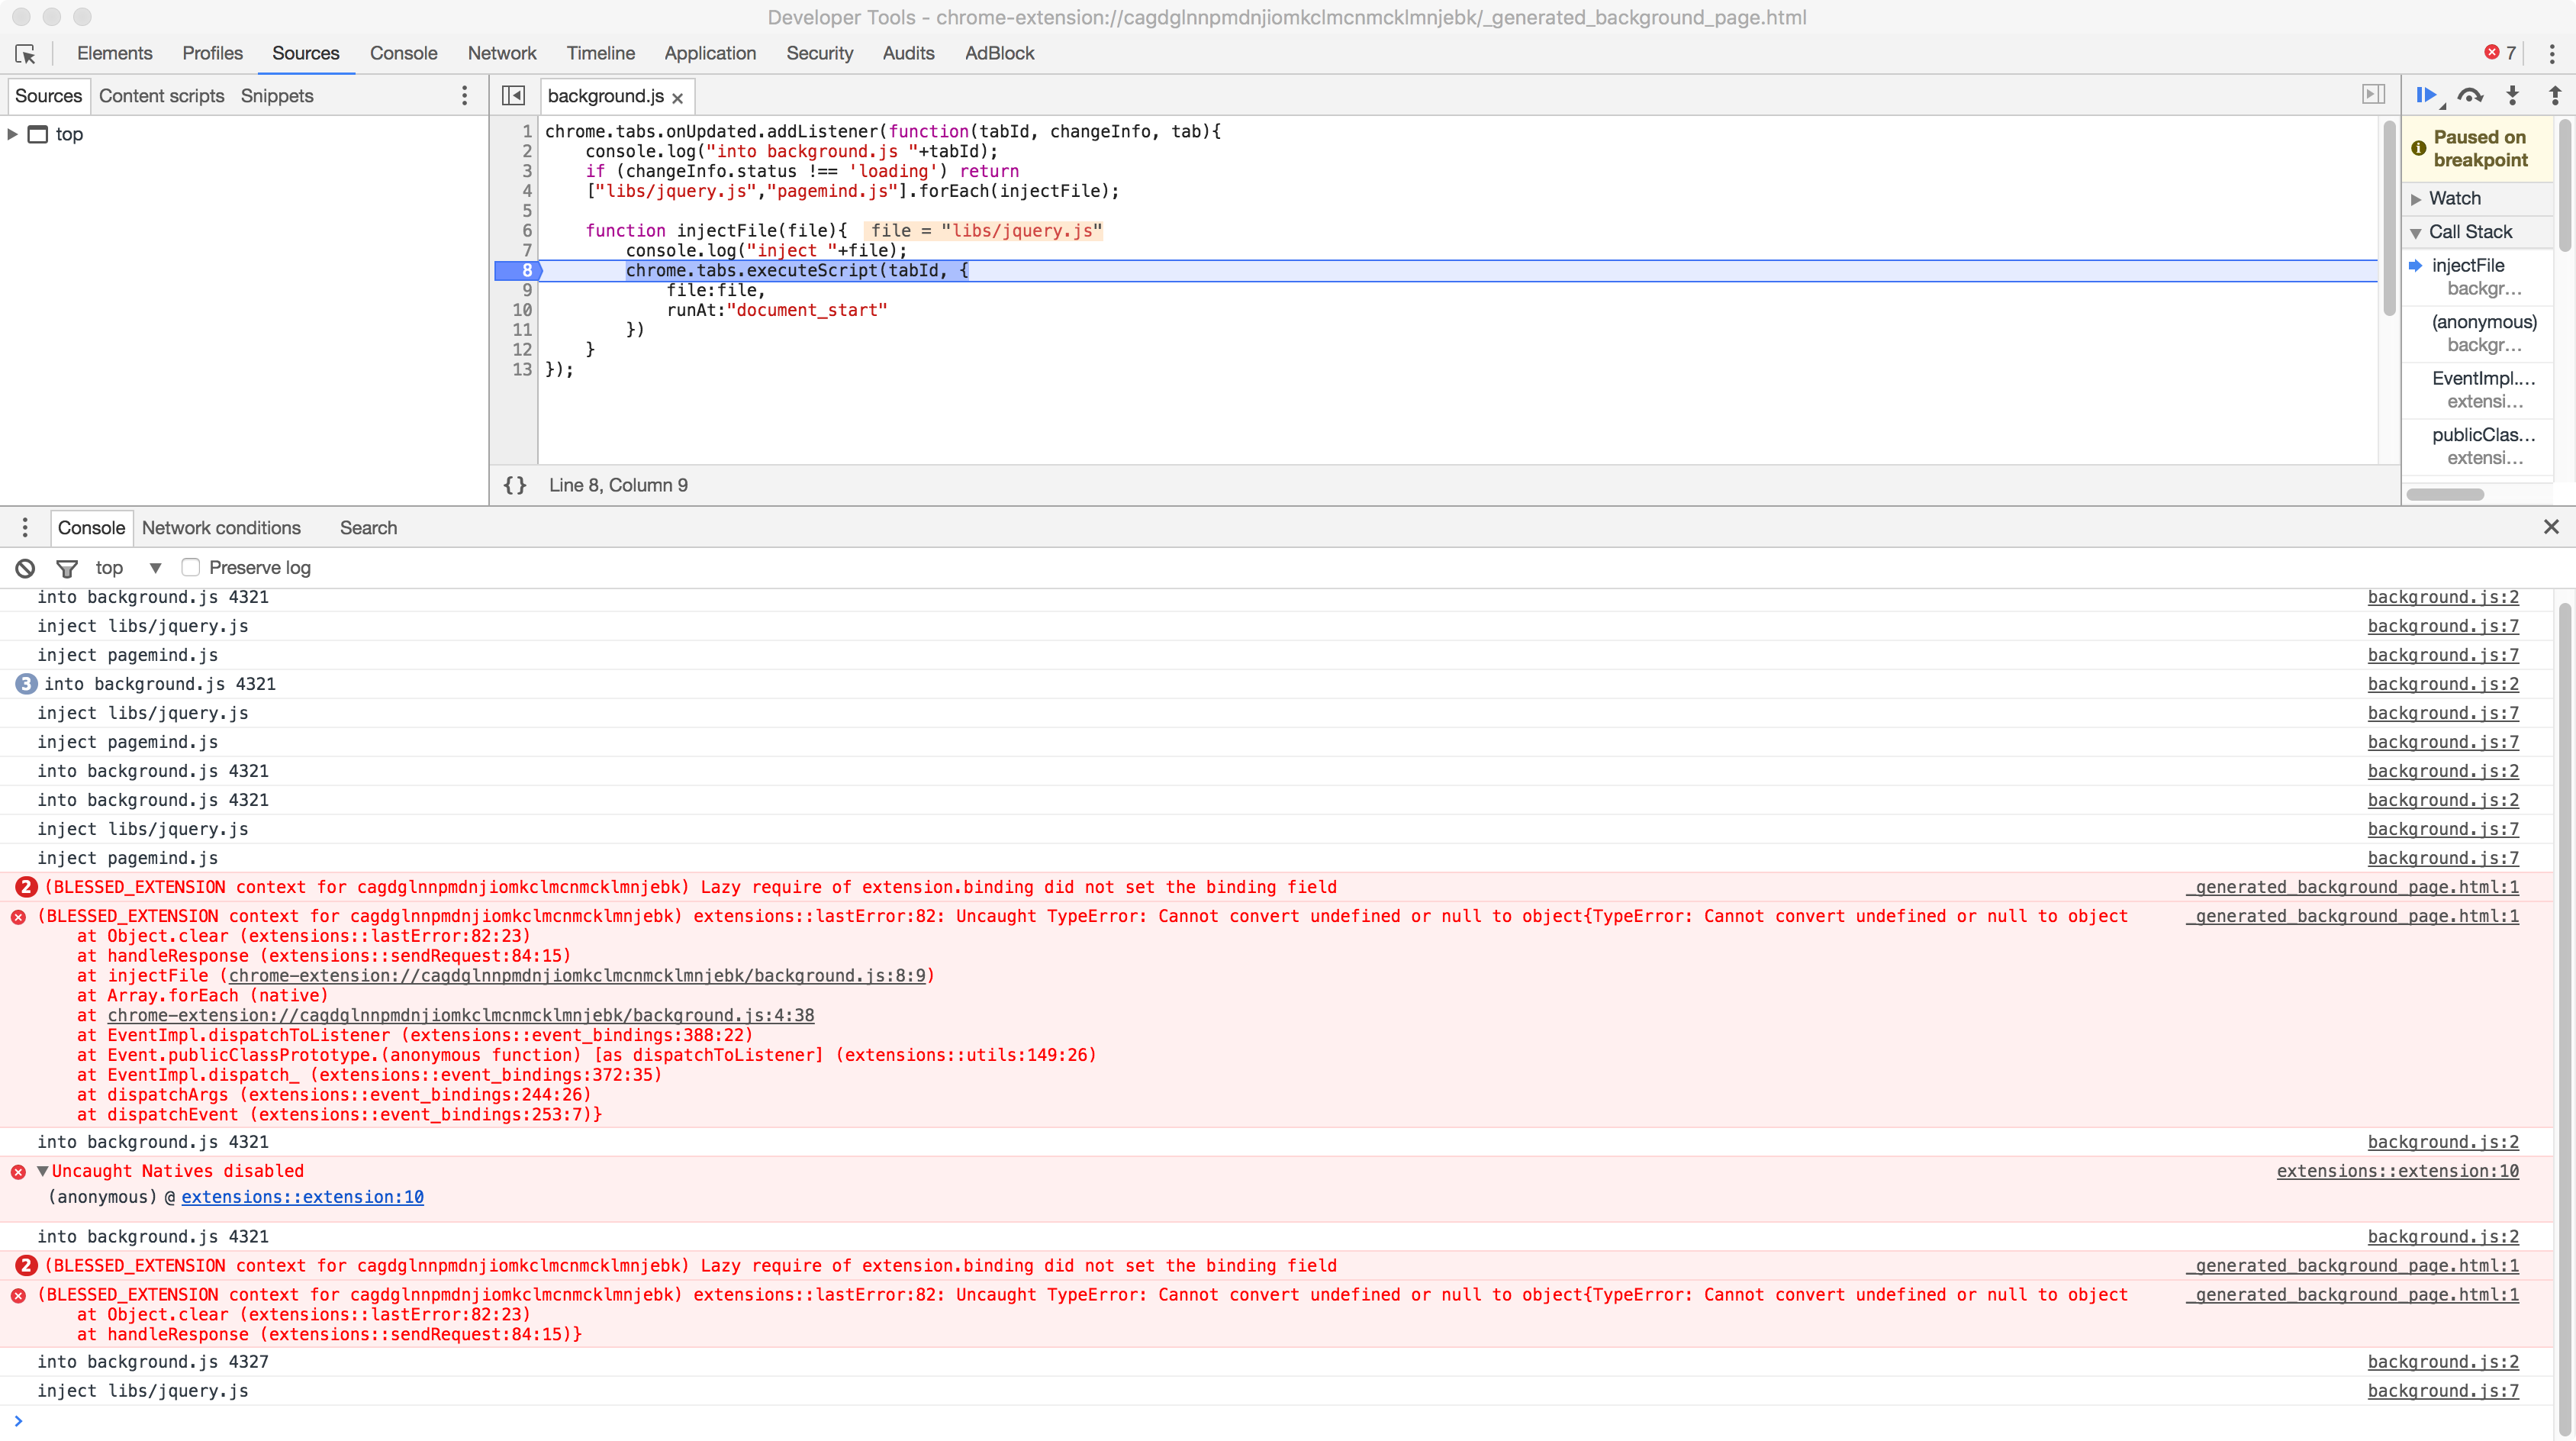 Developer Tools - chrome-extension://cagdglnnpmdnjiomkclmcnmcklmnjebk/_generated_background_page.html
Elements Profiles Sources Console Network Timeline Application Security Audits AdBlock 7
Sources Content scripts Snippets background.js
top
1 chrome.tabs.onUpdated.addListener(function(tabId, changeInfo, tab){
2 console.log("into background.js "+tabId);
3 if (changeInfo.status !== 'loading') return
4 ["libs/jquery.js","pagemind.js"].forEach(injectFile);
5
6 function injectFile(file){ file = "libs/jquery.js"
7 console.log("inject "+file);
8 chrome.tabs.executeScript(tabId, {
9 file:file,
10 runAt:"document_start"
11 })
12 }
13 });
{} Line 8, Column 9
Paused on
breakpoint
Watch
Call Stack
injectFile
backgr...
(anonymous)
backgr...
EventImpl....
extensi...
publicClas...
extensi...
Console Network conditions Search
top Preserve log
into background.js 4321 background.js:2
inject libs/jquery.js background.js:7
inject pagemind.js background.js:7
3 into background.js 4321 background.js:2
inject libs/jquery.js background.js:7
inject pagemind.js background.js:7
into background.js 4321 background.js:2
into background.js 4321 background.js:2
inject libs/jquery.js background.js:7
inject pagemind.js background.js:7
2 (BLESSED_EXTENSION context for cagdglnnpmdnjiomkclmcnmcklmnjebk) Lazy require of extension.binding did not set the binding field _generated_background_page.html:1
(BLESSED_EXTENSION context for cagdglnnpmdnjiomkclmcnmcklmnjebk) extensions::lastError:82: Uncaught TypeError: Cannot convert undefined or null to object{TypeError: Cannot convert undefined or null to object _generated_background_page.html:1
at Object.clear (extensions::lastError:82:23)
at handleResponse (extensions::sendRequest:84:15)
at injectFile (chrome-extension://cagdglnnpmdnjiomkclmcnmcklmnjebk/background.js:8:9)
at Array.forEach (native)
at chrome-extension://cagdglnnpmdnjiomkclmcnmcklmnjebk/background.js:4:38
at EventImpl.dispatchToListener (extensions::event_bindings:388:22)
at Event.publicClassPrototype.(anonymous function) [as dispatchToListener] (extensions::utils:149:26)
at EventImpl.dispatch_ (extensions::event_bindings:372:35)
at dispatchArgs (extensions::event_bindings:244:26)
at dispatchEvent (extensions::event_bindings:253:7)}
into background.js 4321 background.js:2
Uncaught Natives disabled extensions::extension:10
(anonymous) @ extensions::extension:10
into background.js 4321 background.js:2
2 (BLESSED_EXTENSION context for cagdglnnpmdnjiomkclmcnmcklmnjebk) Lazy require of extension.binding did not set the binding field _generated_background_page.html:1
(BLESSED_EXTENSION context for cagdglnnpmdnjiomkclmcnmcklmnjebk) extensions::lastError:82: Uncaught TypeError: Cannot convert undefined or null to object{TypeError: Cannot convert undefined or null to object _generated_background_page.html:1
at Object.clear (extensions::lastError:82:23)
at handleResponse (extensions::sendRequest:84:15)}
into background.js 4327 background.js:2
inject libs/jquery.js background.js:7